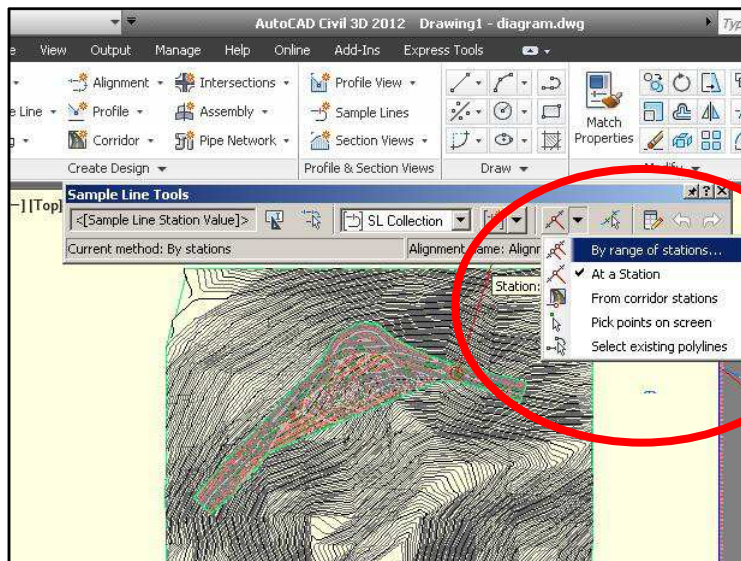 AutoCAD Civil 3D 2012 Drawing1 - diagram.dwg
View Output Manage Help Online Add-Ins Express Tools
Alignment Intersections Profile View
e Line Profile Assembly Sample Lines Match Properties
Corridor Pipe Network Section Views
Create Design Profile & Section Views Draw
Sample Line Tools
[Top]
<[Sample Line Station Value]> SL Collection
Current method: By stations Alignment name:
Station:
By range of stations...
At a Station
From corridor stations
Pick points on screen
Select existing polylines